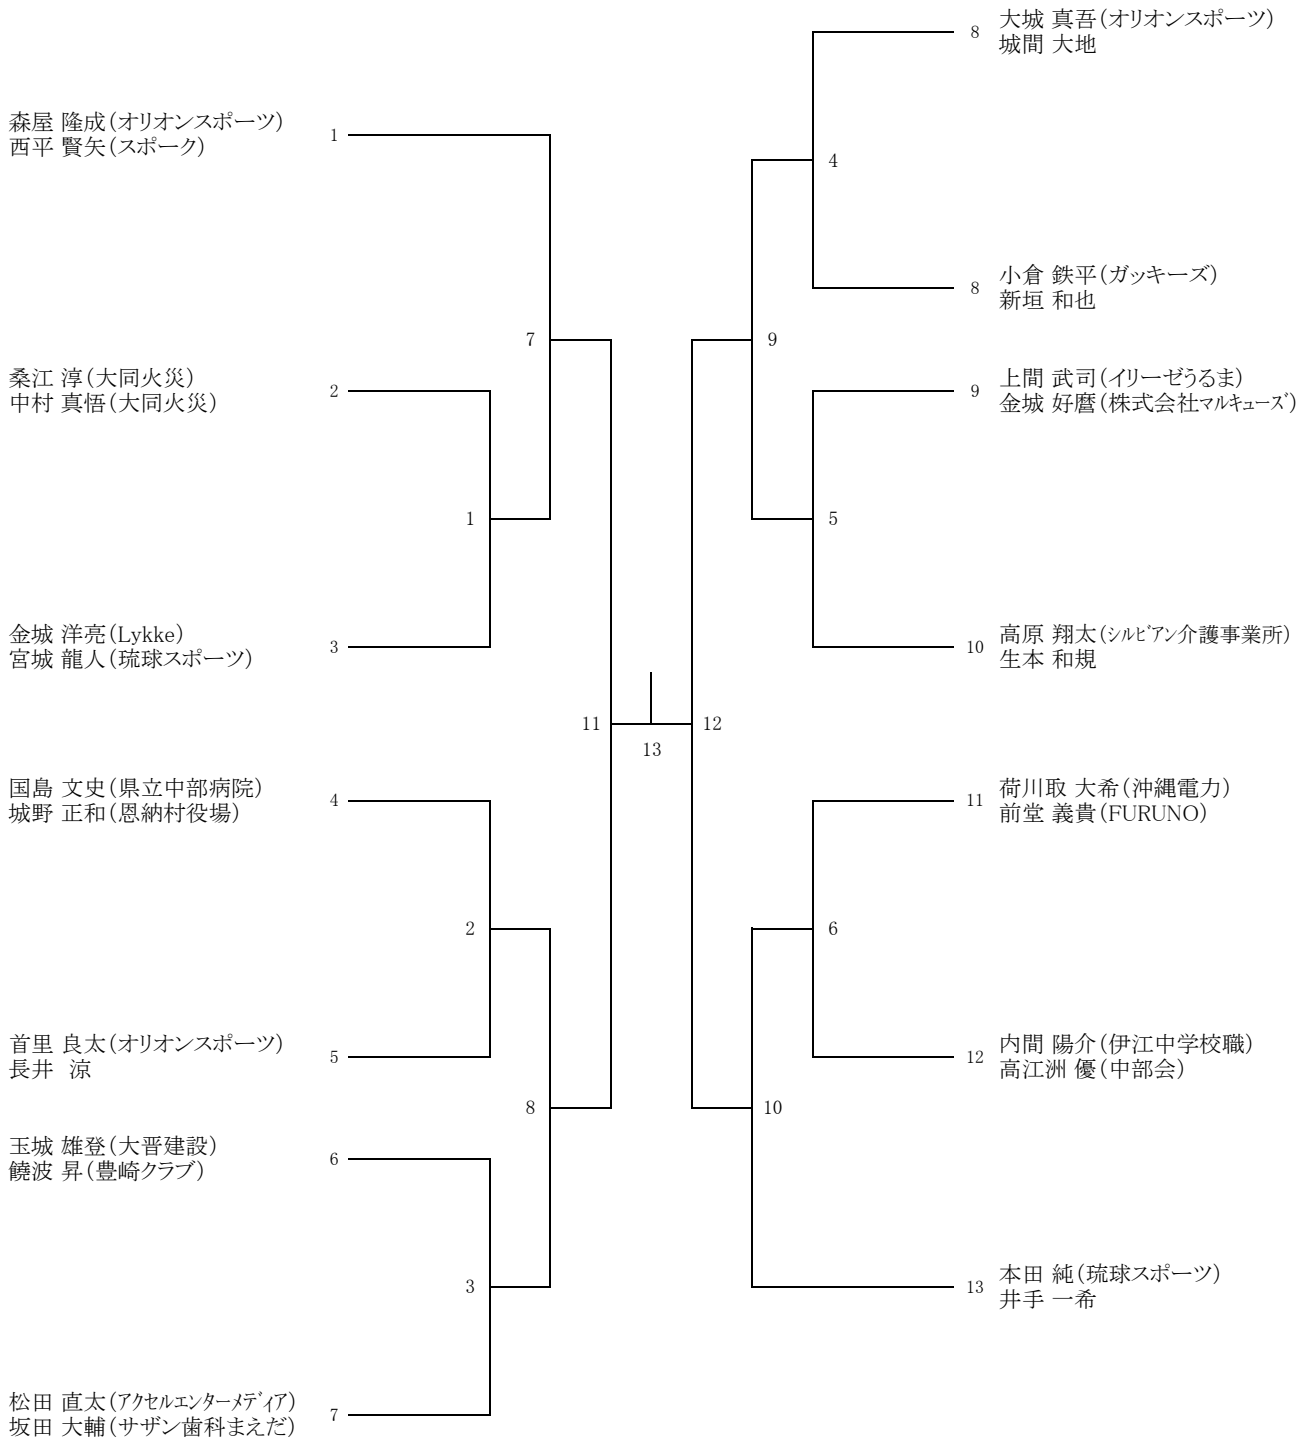 森屋 隆成(オリオンスポーツ)
西平 賢矢(スポーク)
1
桑江 淳(大同火災)
中村 真悟(大同火災)
2
金城 洋亮(Lykke)
宮城 龍人(琉球スポーツ)
3
国島 文史(県立中部病院)
城野 正和(恩納村役場)
4
首里 良太(オリオンスポーツ)
長井 涼
5
玉城 雄登(大晋建設)
饒波 昇(豊崎クラブ)
6
松田 直太(アクセルエンターメディア)
坂田 大輔(サザン歯科まえだ)
7
1
2
3
7
8
11
13
12
9
10
4
5
6
8
大城 真吾(オリオンスポーツ)
城間 大地
8
小倉 鉄平(ガッキーズ)
新垣 和也
9
上間 武司(イリーゼうるま)
金城 好麿(株式会社マルキューズ)
10
高原 翔太(シルビアン介護事業所)
生本 和規
11
荷川取 大希(沖縄電力)
前堂 義貴(FURUNO)
12
内間 陽介(伊江中学校職)
高江洲 優(中部会)
13
本田 純(琉球スポーツ)
井手 一希